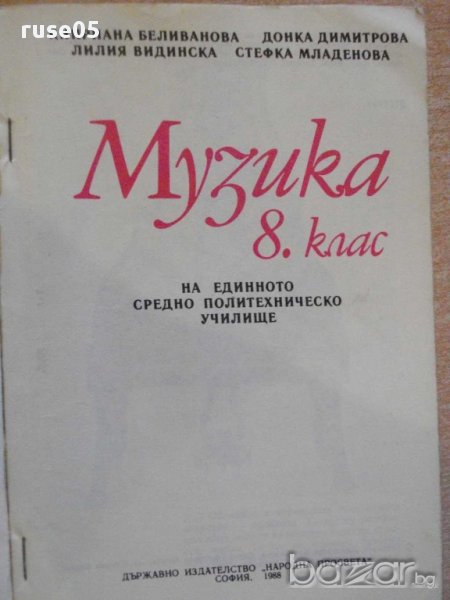 ruse05
БЕЛИВАНОВА ДОНКА ДИМИТРОВА
ЛИЛИЯ ВИДИНСКА СТЕФКА МЛАДЕНОВА
Музика
8. клас
НА ЕДИННОТО
СРЕДНО ПОЛИТЕХНИЧЕСКО
УЧИЛИЩЕ
ДЪРЖАВНО ИЗДАТЕЛСТВО „НАРОДНА ПРОСВЕТА"
СОФИЯ, 1988
bazar.bg